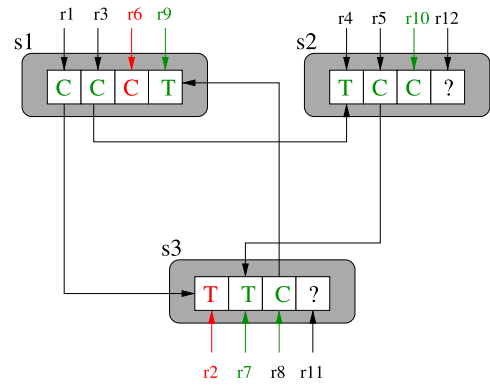 r1 r3 r6 r9
s1
C C C T
r4 r5 r10 r12
s2
T C C ?
s3
T T C ?
r2 r7 r8 r11